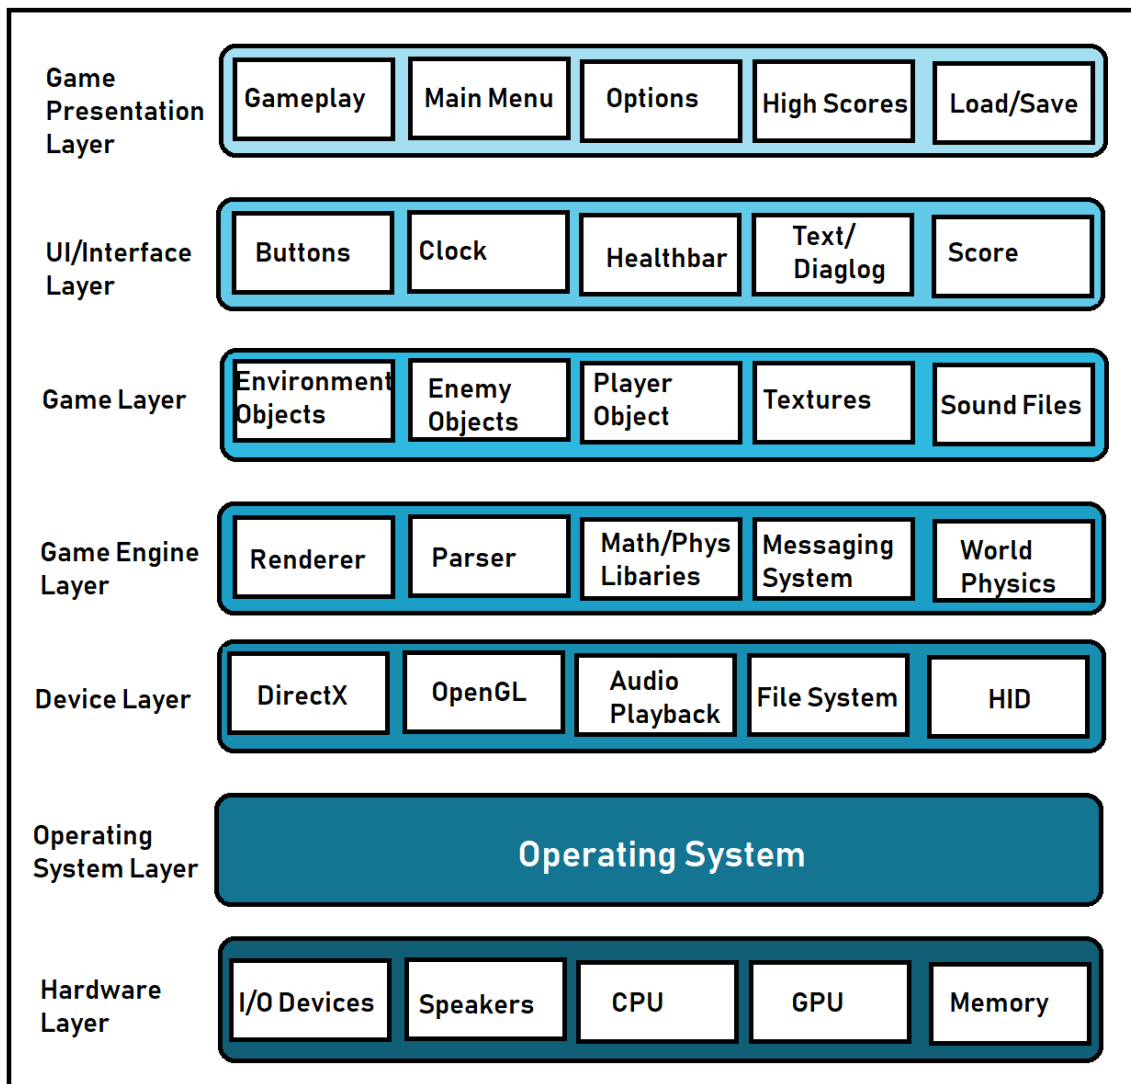 Game
Presentation
Layer
Gameplay
Main Menu
Options
High Scores
Load/Save
UI/Interface
Layer
Buttons
Clock
Healthbar
Text/
Diaglog
Score
Game Layer
Environment
Objects
Enemy
Objects
Player
Object
Textures
Sound Files
Game Engine
Layer
Renderer
Parser
Math/Phys
Libaries
Messaging
System
World
Physics
Device Layer
DirectX
OpenGL
Audio
Playback
File System
HID
Operating
System Layer
Operating System
Hardware
Layer
I/O Devices
Speakers
CPU
GPU
Memory